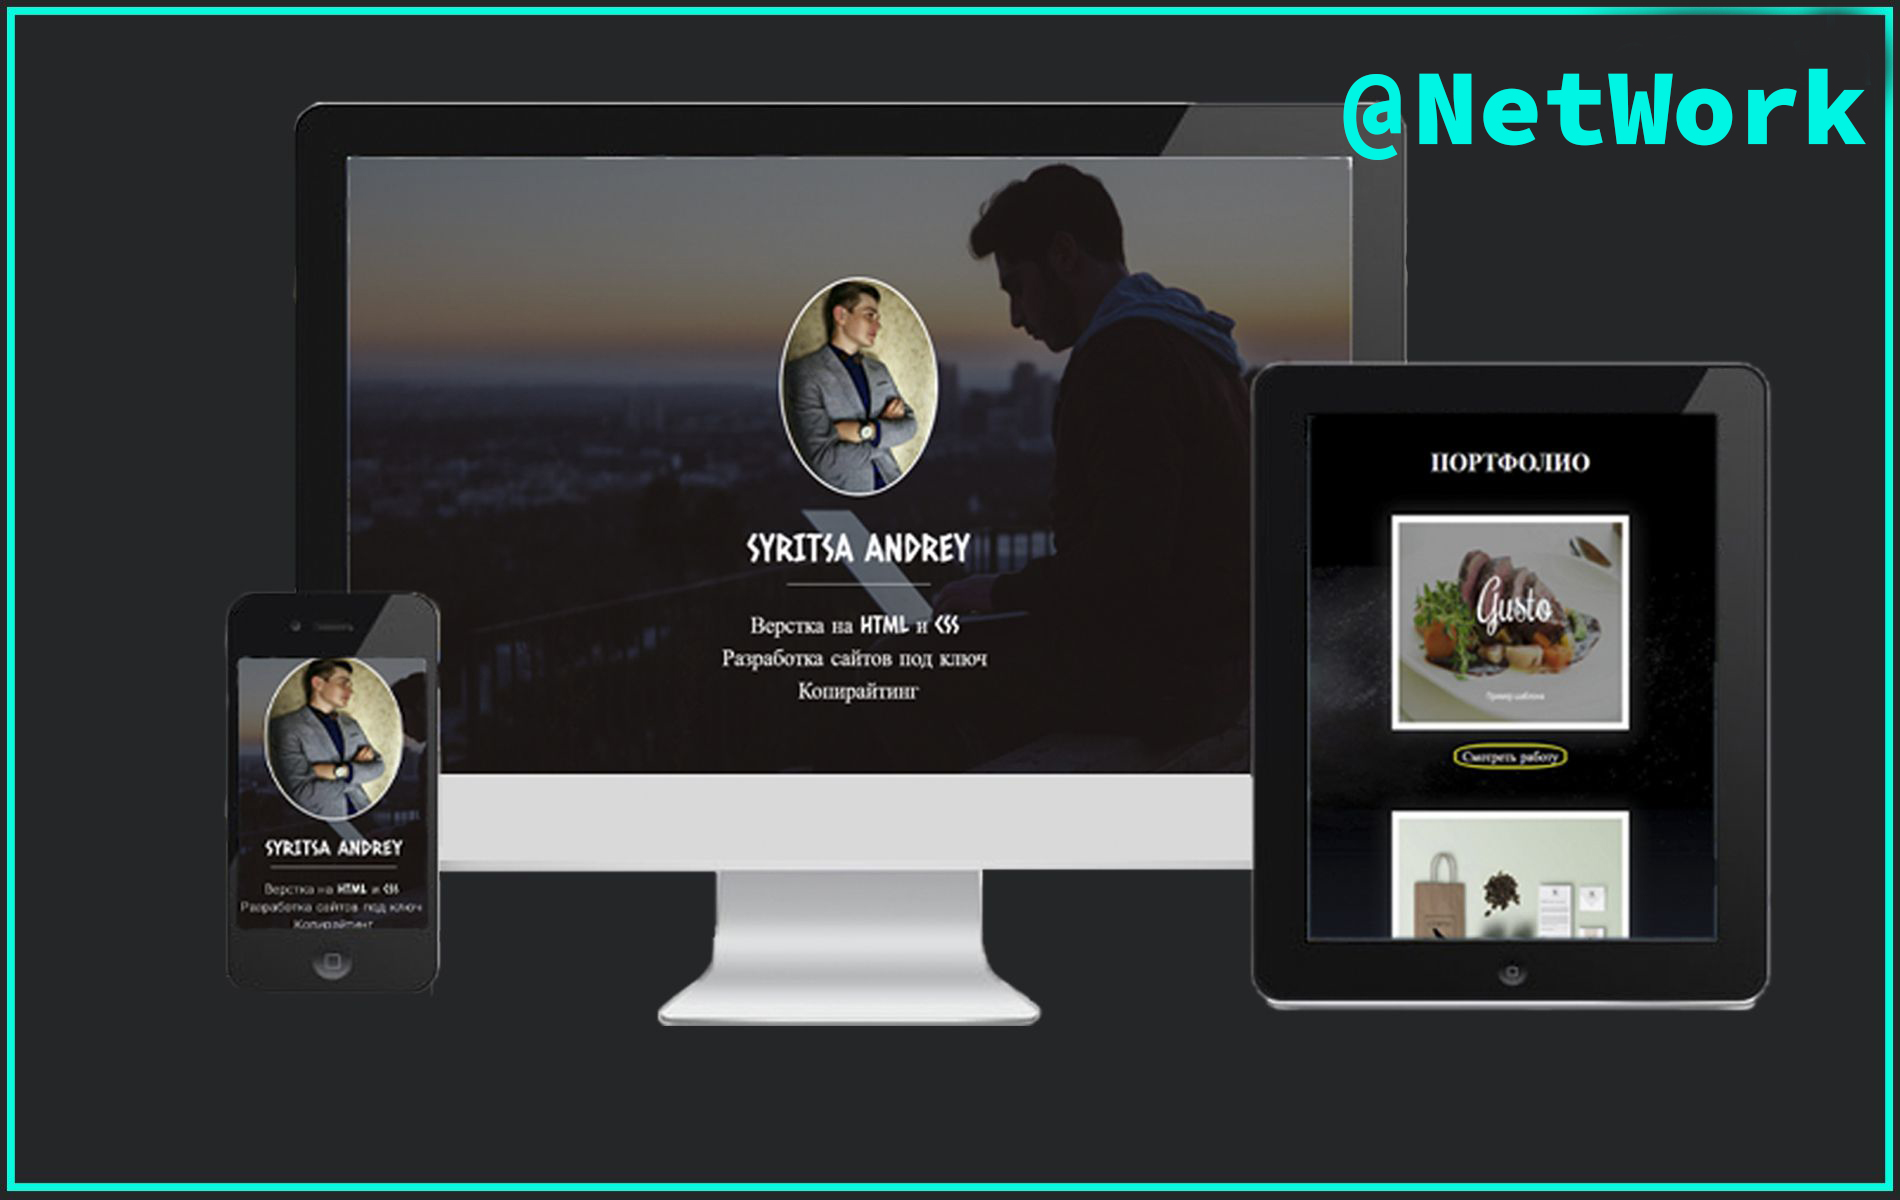 @NetWork
SYRITSA ANDREY
Верстка на HTML и CSS
Разработка сайтов под ключ
Копирайтинг
ПОРТФОЛИО
Gusto
Пример шаблона
Смотреть работу
SYRITSA ANDREY
Верстка на HTML и CSS
Разработка сайтов под ключ
Копирайтинг